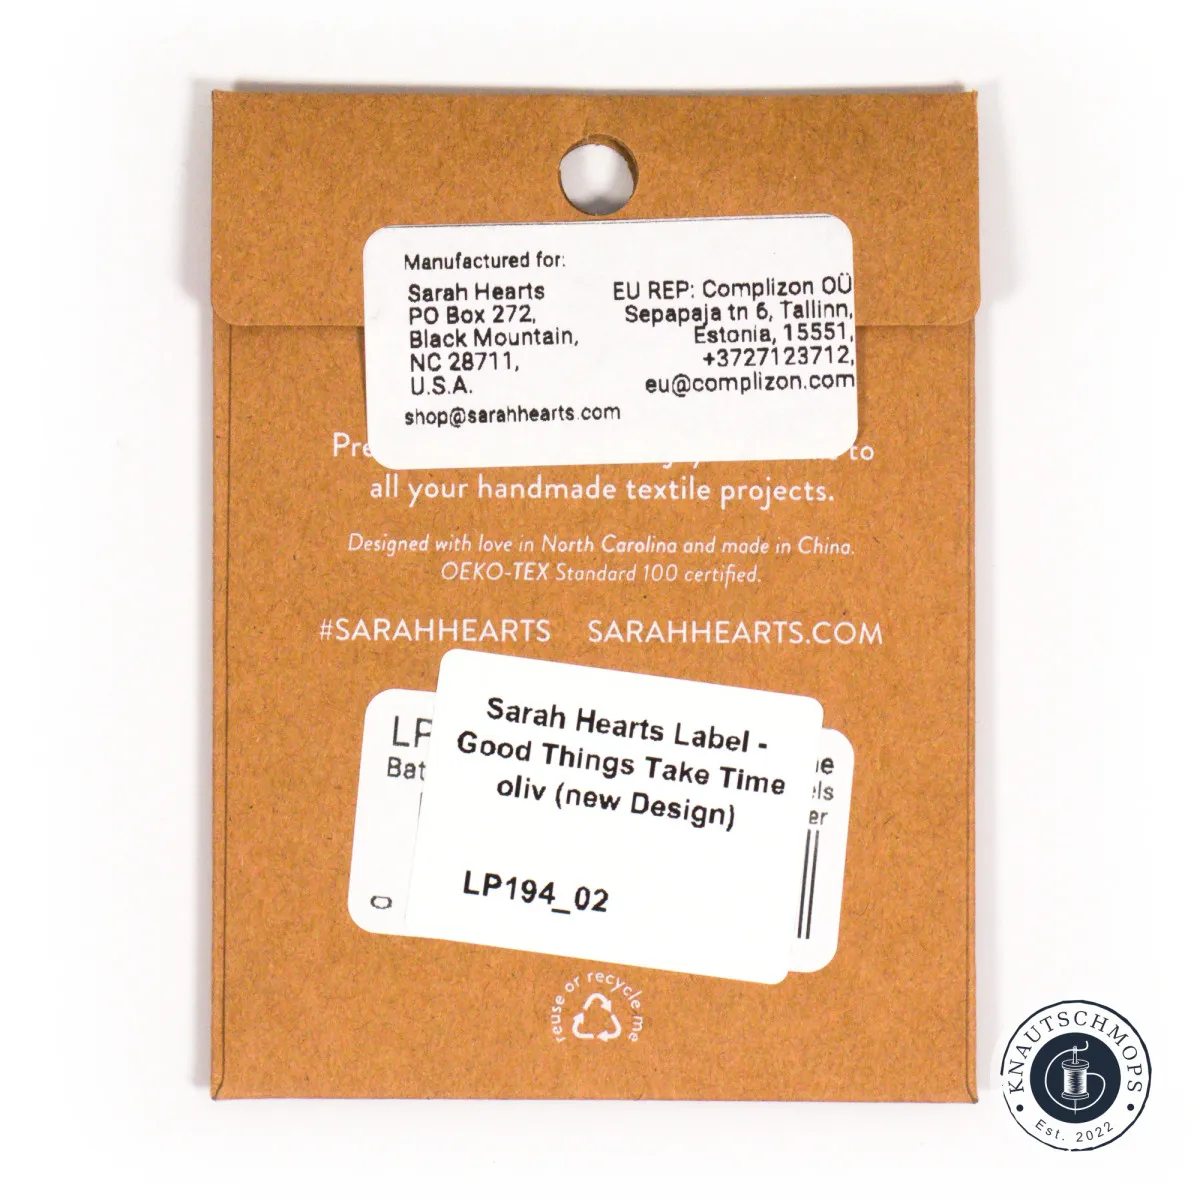 Manufactured for:
Sarah Hearts
PO Box 272,
Black Mountain,
NC 28711,
U.S.A.
shop@sarahhearts.com
EU REP: Complizon OÜ
Sepapaja tn 6, Tallinn,
Estonia, 15551,
+3727123712,
eu@complizon.com
to
all your handmade textile projects.
Designed with love in North Carolina and made in China.
OEKO-TEX Standard 100 certified.
#SARAHHEARTS SARAHHEARTS.COM
Sarah Hearts Label -
Good Things Take Time
oliv (new Design)
LP194_02
reuse or recycle me
KNAUTSCHMOPS
Est. 2022